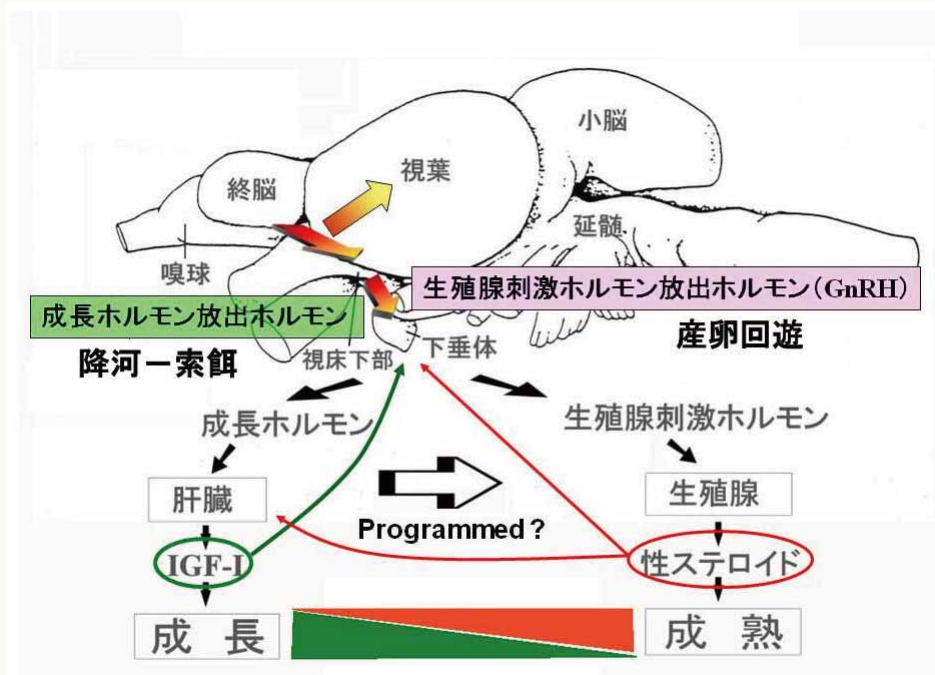 小脳
視葉
終脳
延髄
嗅球
生殖腺刺激ホルモン放出ホルモン(GnRH)
成長ホルモン放出ホルモン
産卵回遊
降河－索餌
視床下部
下垂体
成長ホルモン
生殖腺刺激ホルモン
肝臓
生殖腺
Programmed ?
IGF-I
性ステロイド
成 長
成 熟